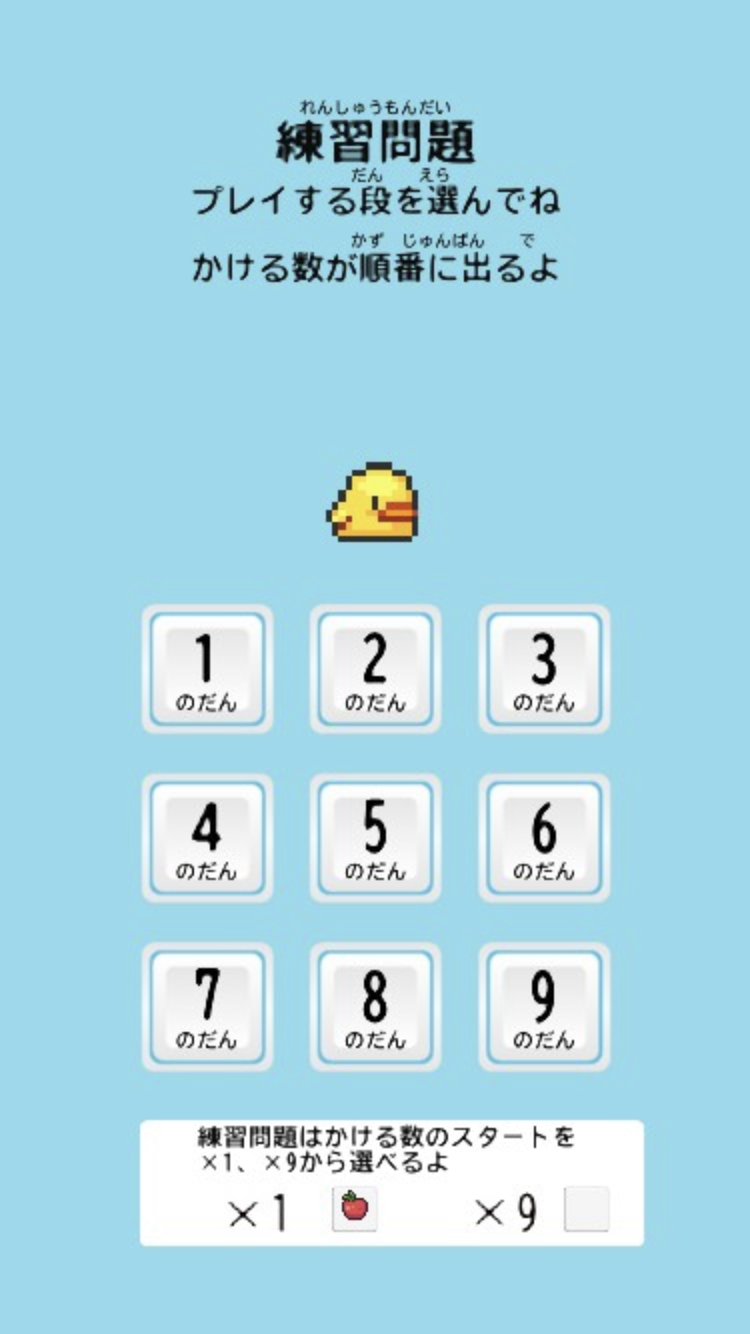 れんしゅうもんだい
練習問題
だん えら
プレイする段を選んでね
かず じゅんばん で
かける数が順番に出るよ
1 2 3
のだん のだん のだん
4 5 6
のだん のだん のだん
7 8 9
のだん のだん のだん
練習問題はかける数のスタートを
×1、×9から選べるよ
×1 ×9